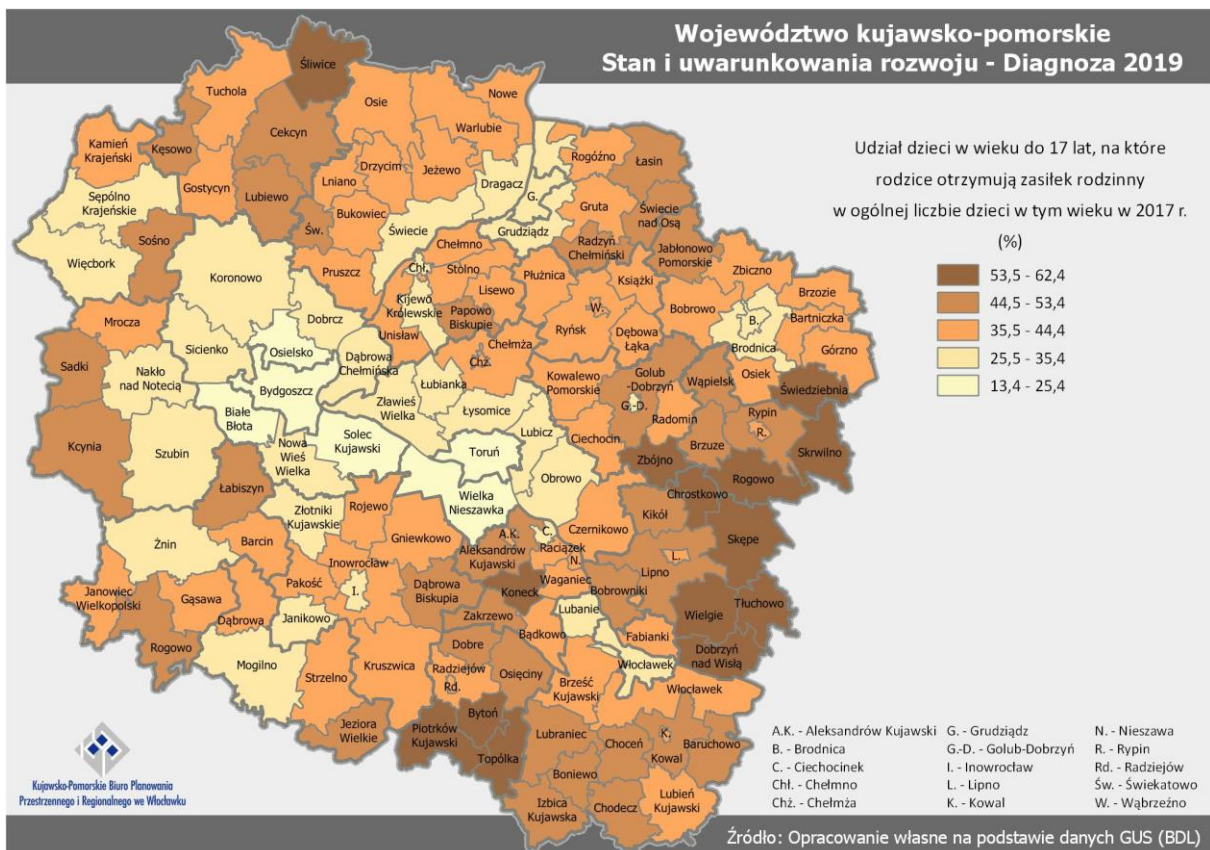 Województwo kujawsko-pomorskie
Stan i uwarunkowania rozwoju - Diagnoza 2019
Udział dzieci w wieku do 17 lat, na które
rodzice otrzymują zasiłek rodzinny
w ogólnej liczbie dzieci w tym wieku w 2017 r.
(%)
53,5 - 62,4
44,5 - 53,4
35,5 - 44,4
25,5 - 35,4
13,4 - 25,4
Śliwice
Tuchola
Nowe
Osie
Warlubie
Kamień
Krajeński
Kęsowo
Cekcyn
Rogóźno
Łasin
Drzycim
Jeżewo
Gostycyn
Lubiewo
Lniano
Dragacz
G.
Sępólno
Krajeńskie
Bukowiec
Gruta
Świecie
nad Osą
Św.
Świecie
Grudziądz
Sośno
Radzyń
Chełmiński
Jabłonowo
Pomorskie
Więcbork
Chełmno
Koronowo
Pruszcz
Chł.
Stolno
Płużnica
Książki
Zbiczno
Kijewo
Królewskie
Lisewo
Brzozie
Mrocza
Dobrcz
Papowo
Biskupie
W.
Bobrowo
B.
Bartniczka
Sicienko
Osielsko
Unisław
Ryńsk
Dębowa
Łąka
Brodnica
Górzno
Sadki
Nakło
nad Notecią
Dąbrowa
Chełmińska
Chełmża
Chż.
Bydgoszcz
Łubianka
Kowalewo
Pomorskie
Golub
-Dobrzyń
Wąpielsk
Osiek
Świedziebnia
Białe
Błota
Zławieś
Wielka
Łysomice
G.-D.
Radomin
Rypin
R.
Kcynia
Szubin
Nowa
Wieś
Wielka
Solec
Kujawski
Toruń
Lubicz
Ciechocin
Brzuze
Skrwilno
Zbójno
Łabiszyn
Wielka
Nieszawka
Obrowo
Rogowo
Chrostkowo
Złotniki
Kujawskie
Rojewo
Kikół
Żnin
Barcin
Gniewkowo
Czernikowo
Skępe
A.K.
C.
Aleksandrów
Kujawski
Raciążek
Inowrocław
N.
L.
Janowiec
Wielkopolski
Gąsawa
Pakość
I.
Dąbrowa
Biskupia
Koneck
Waganiec
Lipno
Bobrowniki
Tłuchowo
Dąbrowa
Janikowo
Zakrzewo
Lubanie
Wielgie
Rogowo
Bądkowo
Fabianki
Dobre
Dobrzyń
nad Wisłą
Mogilno
Strzelno
Kruszwica
Radziejów
Osięciny
Włocławek
Rd.
Brześć
Kujawski
Włocławek
Jeziora
Wielkie
Piotrków
Kujawski
Bytoń
Lubraniec
Choceń
K.
Kowal
Baruchowo
Topólka
Boniewo
Izbica
Kujawska
Chodecz
Lubień
Kujawski
A.K. - Aleksandrów Kujawski
B. - Brodnica
C. - Ciechocinek
Chł. - Chełmno
Chż. - Chełmża
G. - Grudziądz
G.-D. - Golub-Dobrzyń
I. - Inowrocław
L. - Lipno
K. - Kowal
N. - Nieszawa
R. - Rypin
Rd. - Radziejów
Św. - Świekatowo
W. - Wąbrzeźno
Kujawsko-Pomorskie Biuro Planowania
Przestrzennego i Regionalnego we Włocławku
Źródło: Opracowanie własne na podstawie danych GUS (BDL)